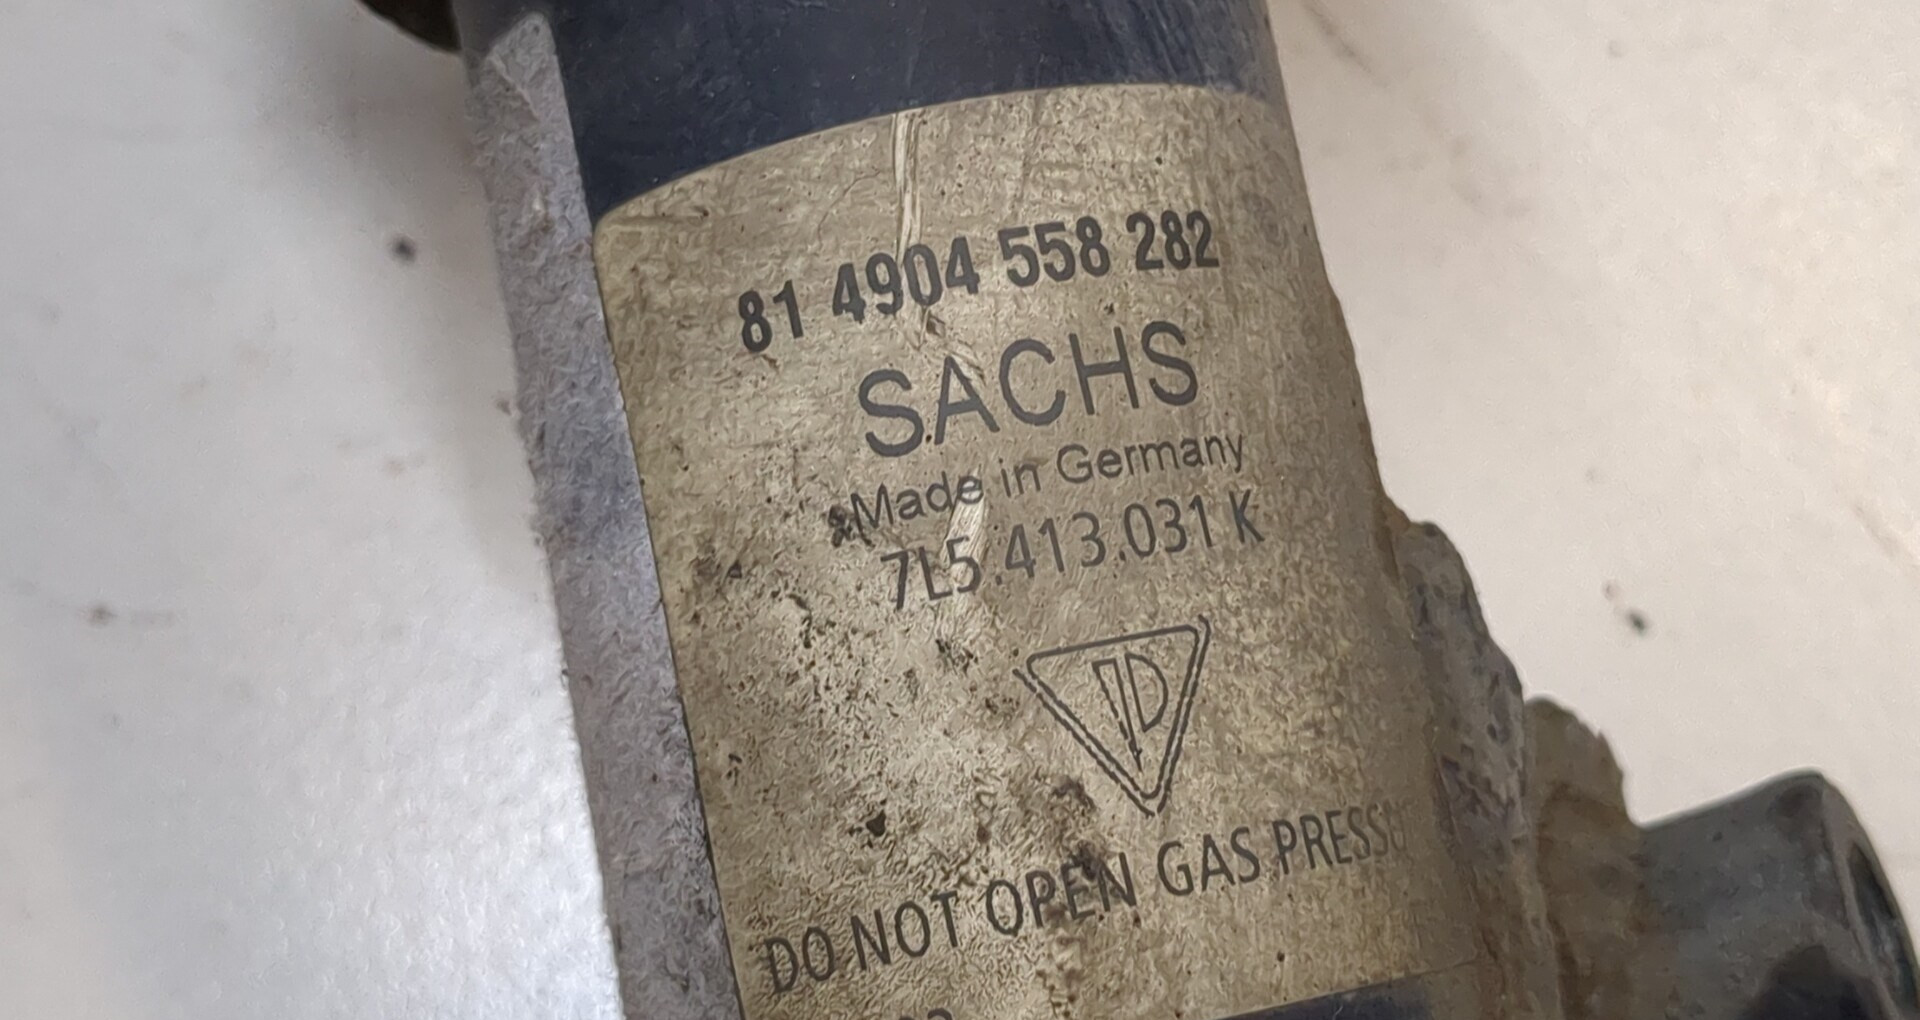 81 4904 558 282
SACHS
Made in Germany
7L5.413.031 K
DO NOT OPEN GAS